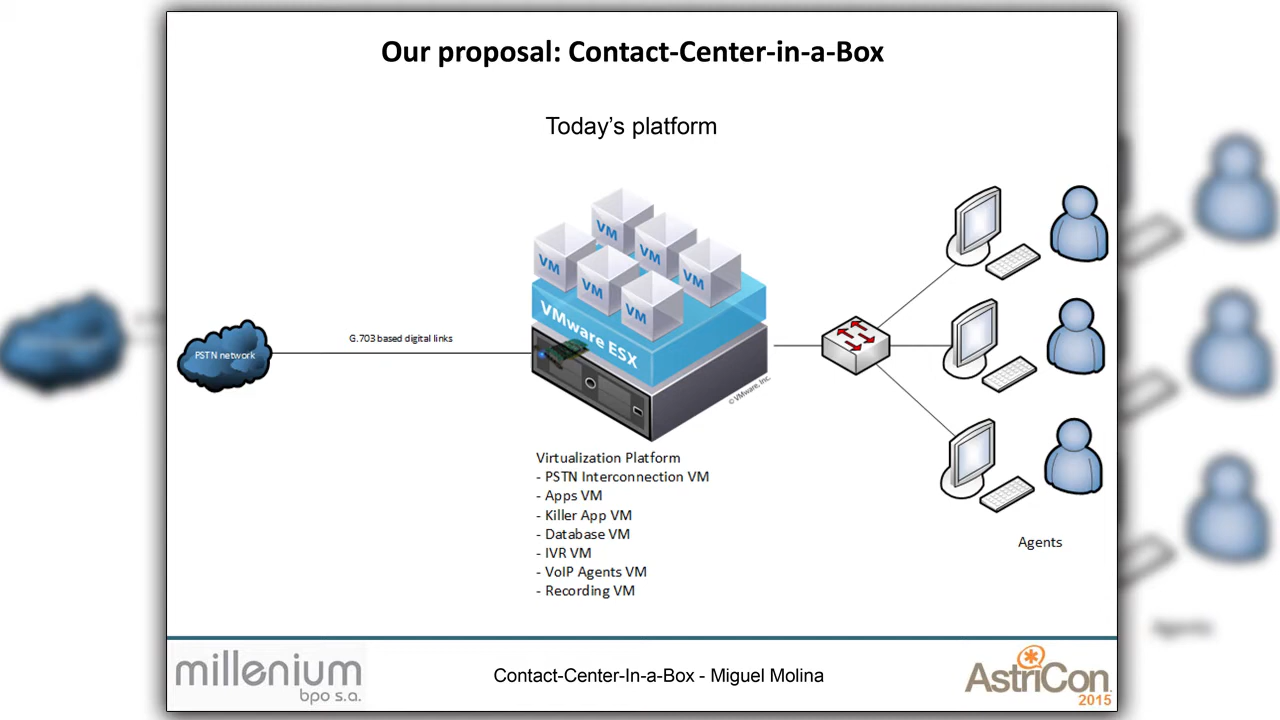 Our proposal: Contact-Center-in-a-Box
Today's platform
VM
VM
VM
VM
VM
VM
VMware ESX
© VMware, Inc.
G.703 based digital links
PSTN network
Virtualization Platform
- PSTN Interconnection VM
- Apps VM
- Killer App VM
- Database VM
- IVR VM
- VoIP Agents VM
- Recording VM
Agents
millenium
bpo s.a.
Contact-Center-In-a-Box - Miguel Molina
AstriCon
2015
Agents